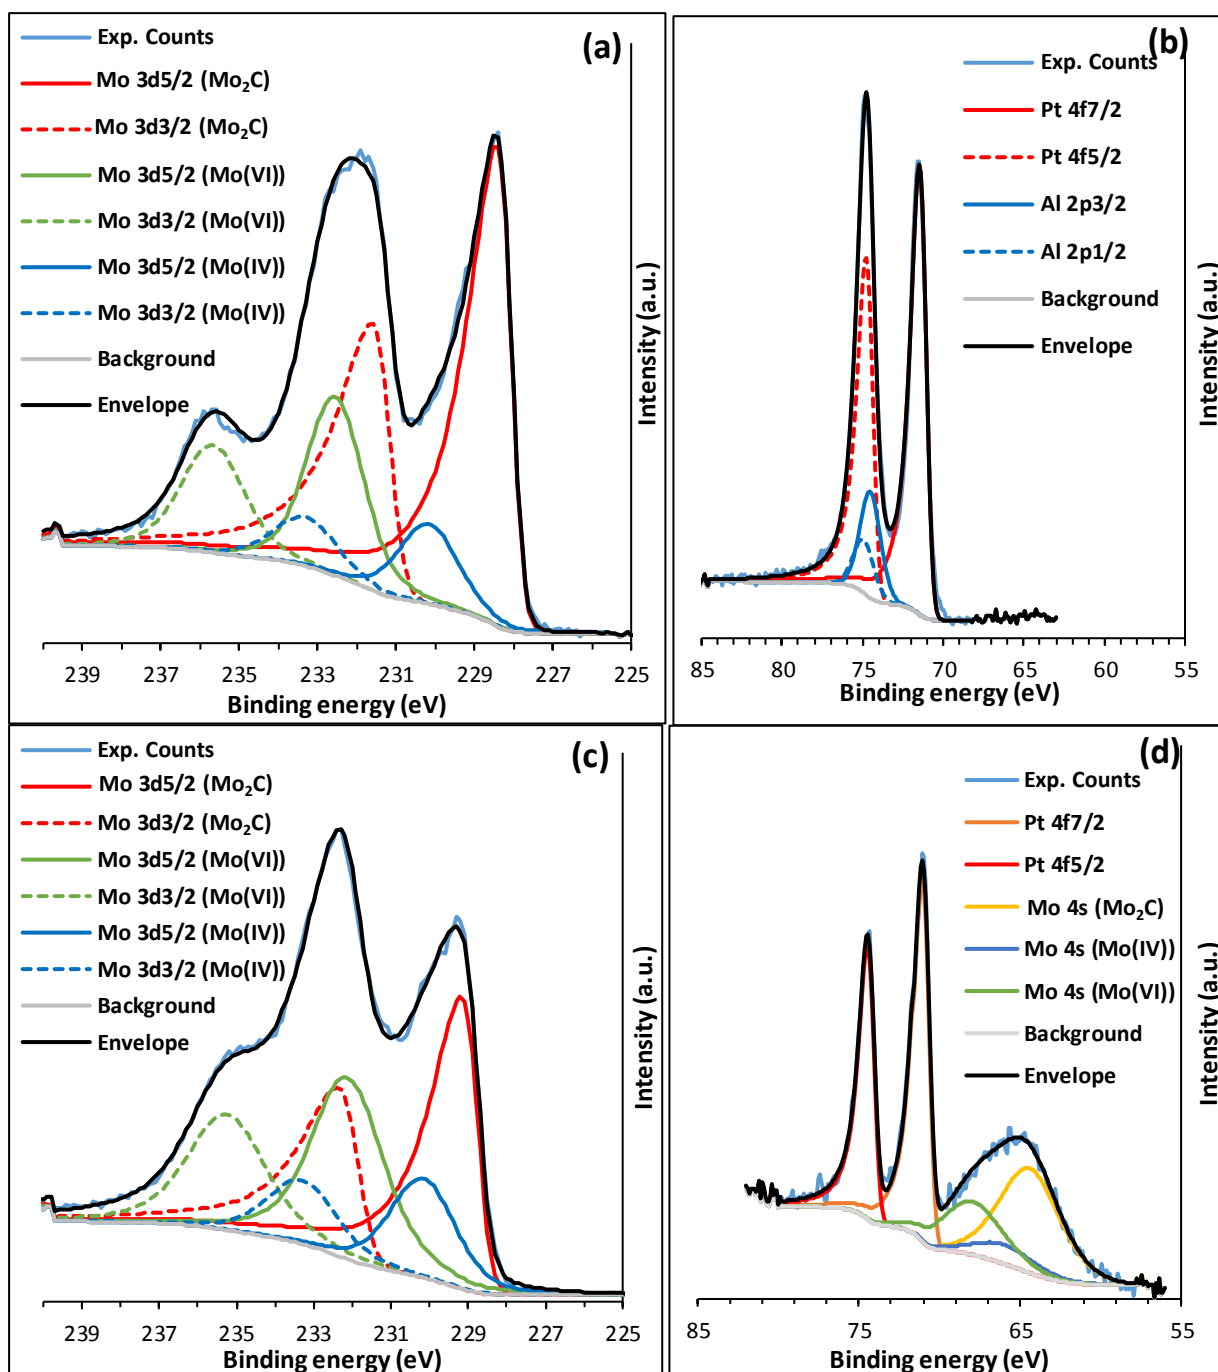 (a)
Exp. Counts
Mo 3d5/2 (Mo₂C)
Mo 3d3/2 (Mo₂C)
Mo 3d5/2 (Mo(VI))
Mo 3d3/2 (Mo(VI))
Mo 3d5/2 (Mo(IV))
Mo 3d3/2 (Mo(IV))
Background
Envelope
Intensity (a.u.)
239 237 235 233 231 229 227 225
Binding energy (eV)
(b)
Exp. Counts
Pt 4f7/2
Pt 4f5/2
Al 2p3/2
Al 2p1/2
Background
Envelope
Intensity (a.u.)
85 80 75 70 65 60 55
Binding energy (eV)
(c)
Exp. Counts
Mo 3d5/2 (Mo₂C)
Mo 3d3/2 (Mo₂C)
Mo 3d5/2 (Mo(VI))
Mo 3d3/2 (Mo(VI))
Mo 3d5/2 (Mo(IV))
Mo 3d3/2 (Mo(IV))
Background
Envelope
Intensity (a.u.)
239 237 235 233 231 229 227 225
Binding energy (eV)
(d)
Exp. Counts
Pt 4f7/2
Pt 4f5/2
Mo 4s (Mo₂C)
Mo 4s (Mo(IV))
Mo 4s (Mo(VI))
Background
Envelope
Intensity (a.u.)
85 75 65 55
Binding energy (eV)